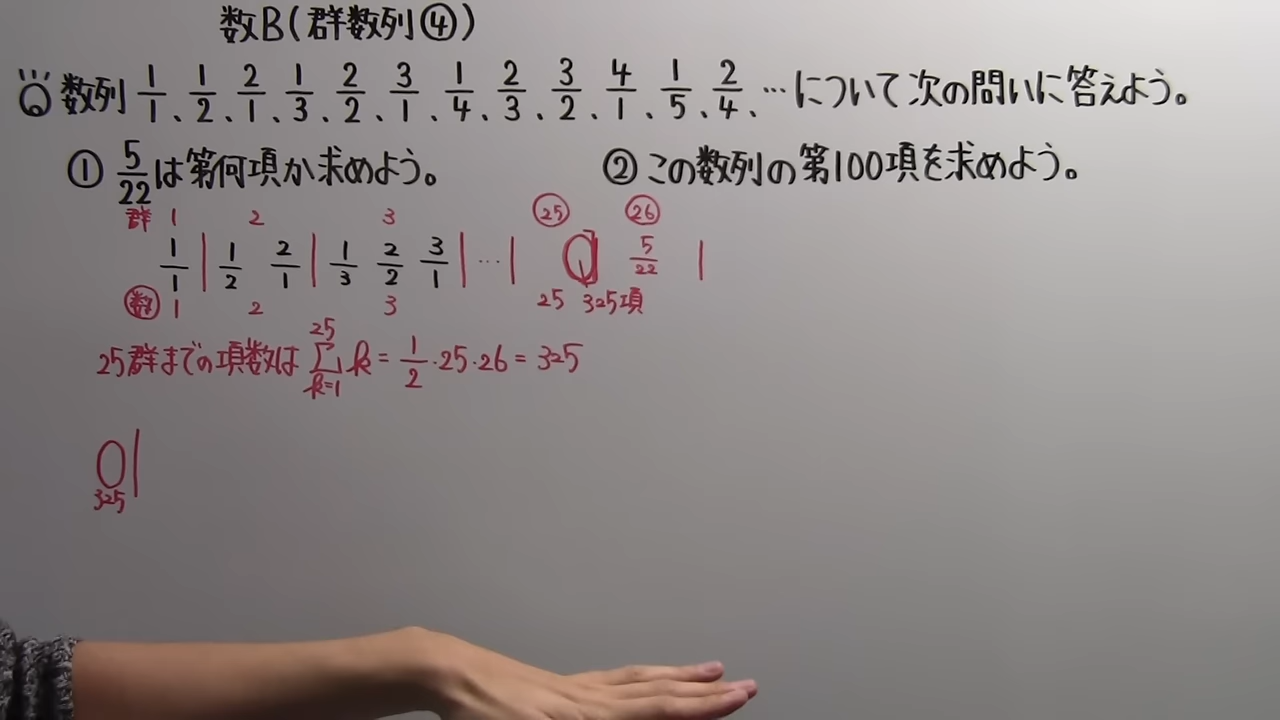 数B(群数列④)
数列 1/1、1/2、2/1、1/3、2/2、3/1、1/4、2/3、3/2、4/1、1/5、2/4、…について次の問いに答えよう。
① 5/22は第何項か求めよう。 ② この数列の第100項を求めよう。
群 1 2 3 25 26
1/1 | 1/2 2/1 | 1/3 2/2 3/1 | … | 5/22 |
数 1 2 3 25 325項
25群までの項数は Σ_{k=1}^{25} k = 1/2・25・26 = 325
325